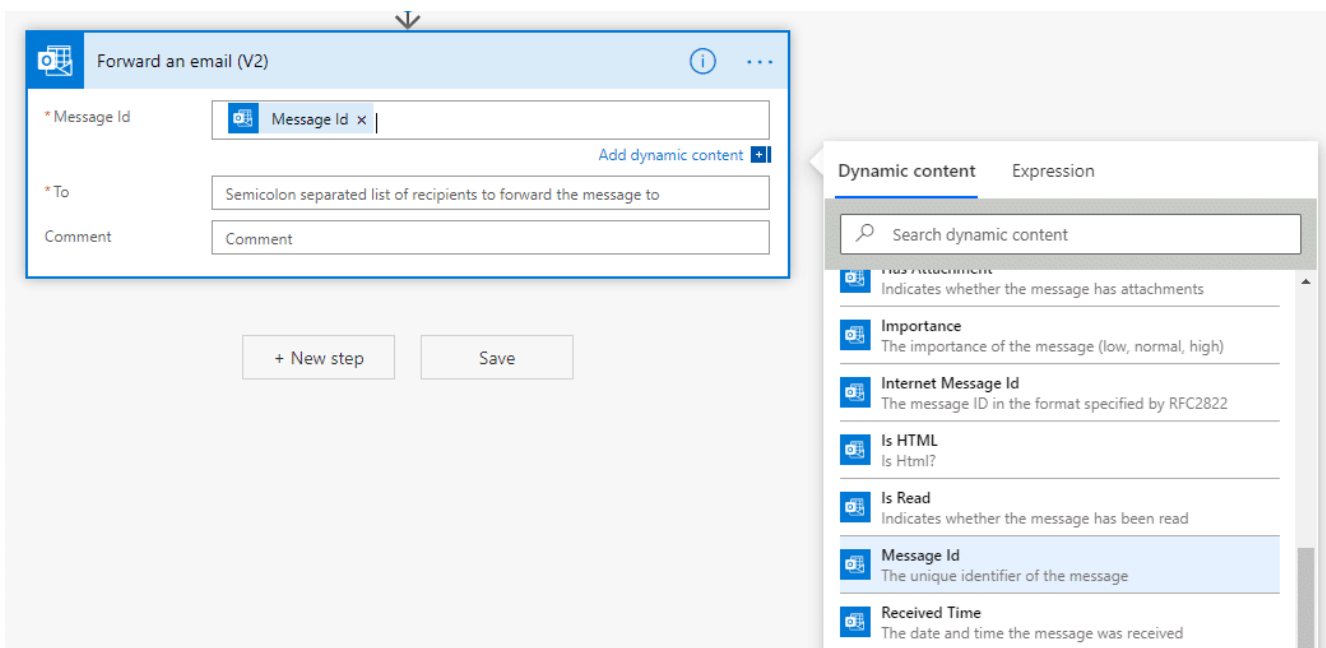 Forward an email (V2)
* Message Id
Message Id ×
Add dynamic content
* To
Semicolon separated list of recipients to forward the message to
Comment
Comment
+ New step
Save
Dynamic content
Expression
Search dynamic content
Has Attachment
Indicates whether the message has attachments
Importance
The importance of the message (low, normal, high)
Internet Message Id
The message ID in the format specified by RFC2822
Is HTML
Is Html?
Is Read
Indicates whether the message has been read
Message Id
The unique identifier of the message
Received Time
The date and time the message was received